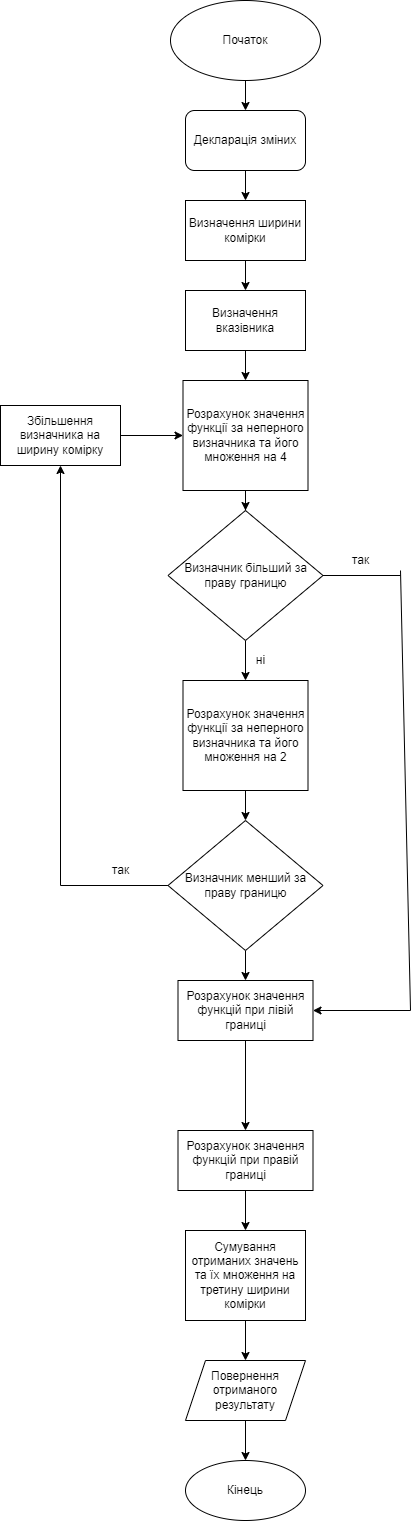 Початок
Декларація зміних
Визначення ширини
комірки
Визначення
вказівника
Збільшення
визначника на
ширину комірку
Розрахунок значення
функції за неперного
визначника та його
множення на 4
Визначник більший за
праву границю
так
ні
Розрахунок значення
функції за неперного
визначника та його
множення на 2
Визначник менший за
праву границю
так
Розрахунок значення
функцій при лівій
границі
Розрахунок значення
функцій при правій
границі
Сумування
отриманих значень
та їх множення на
третину ширини
комірки
Повернення
отриманого
результату
Кінець